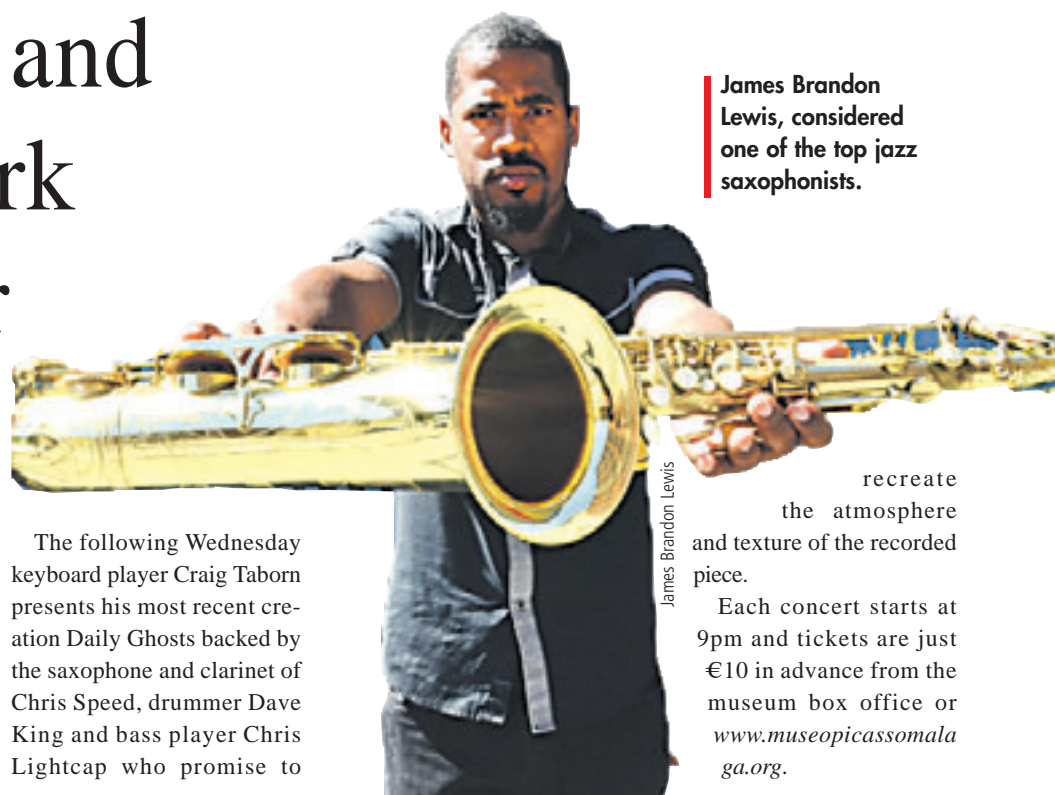 and
rk
r
James Brandon
Lewis, considered
one of the top jazz
saxophonists.
The following Wednesday
keyboard player Craig Taborn
presents his most recent cre-
ation Daily Ghosts backed by
the saxophone and clarinet of
Chris Speed, drummer Dave
King and bass player Chris
Lightcap who promise to
James Brandon Lewis
recreate
the atmosphere
and texture of the recorded
piece.
Each concert starts at
9pm and tickets are just
€10 in advance from the
museum box office or
www.museopicassomala
ga.org.